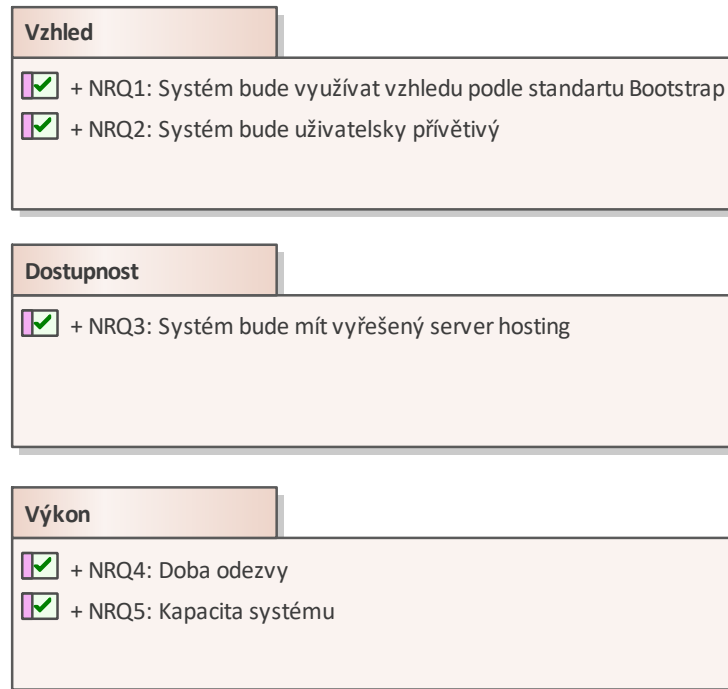 Vzhled
+ NRQ1: Systém bude využívat vzhledu podle standartu Bootstrap
+ NRQ2: Systém bude uživatelsky přívětivý
Dostupnost
+ NRQ3: Systém bude mít vyřešený server hosting
Výkon
+ NRQ4: Doba odezvy
+ NRQ5: Kapacita systému